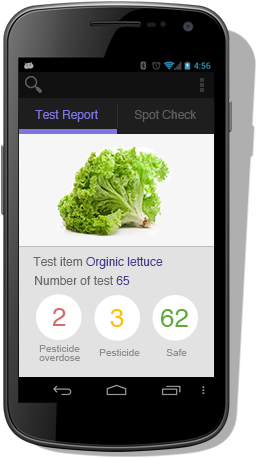 4:56
Test Report
Spot Check
Test item Orginic lettuce
Number of test 65
2
3
62
Pesticide
overdose
Pesticide
Safe